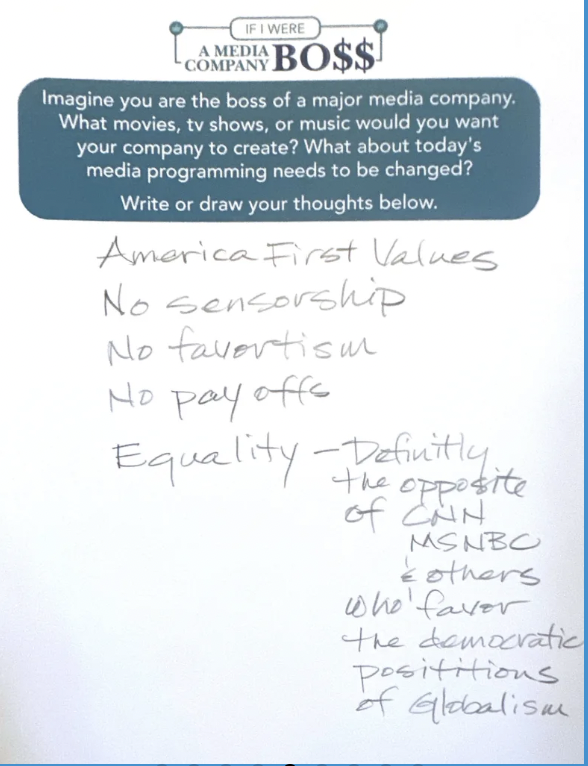 IF I WERE
A MEDIA
COMPANY BO$$
Imagine you are the boss of a major media company.
What movies, tv shows, or music would you want
your company to create? What about today's
media programming needs to be changed?
Write or draw your thoughts below.
America First Values
No sensorship
No favortism
No pay offs
Equality – Definitly
the opposite
of CNN
MSNBC
& others
who favor
the democratic
posititions
of Globalism